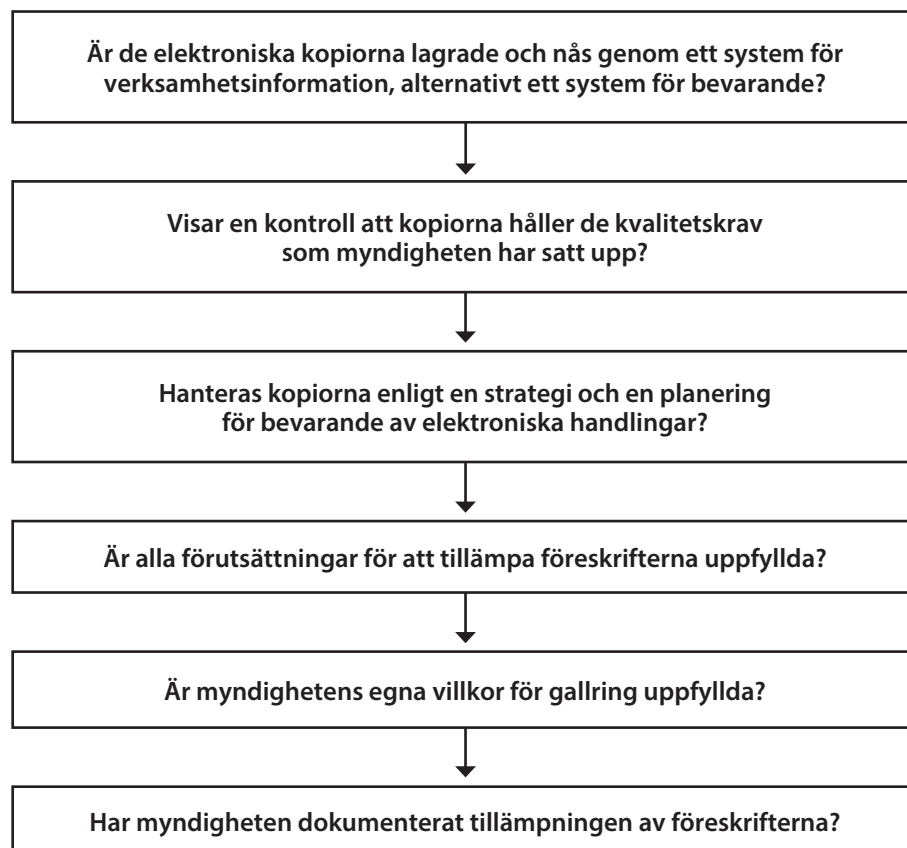 Är de elektroniska kopiorna lagrade och nås genom ett system för
verksamhetsinformation, alternativt ett system för bevarande?
Visar en kontroll att kopiorna håller de kvalitetskrav
som myndigheten har satt upp?
Hanteras kopiorna enligt en strategi och en planering
för bevarande av elektroniska handlingar?
Är alla förutsättningar för att tillämpa föreskrifterna uppfyllda?
Är myndighetens egna villkor för gallring uppfyllda?
Har myndigheten dokumenterat tillämpningen av föreskrifterna?